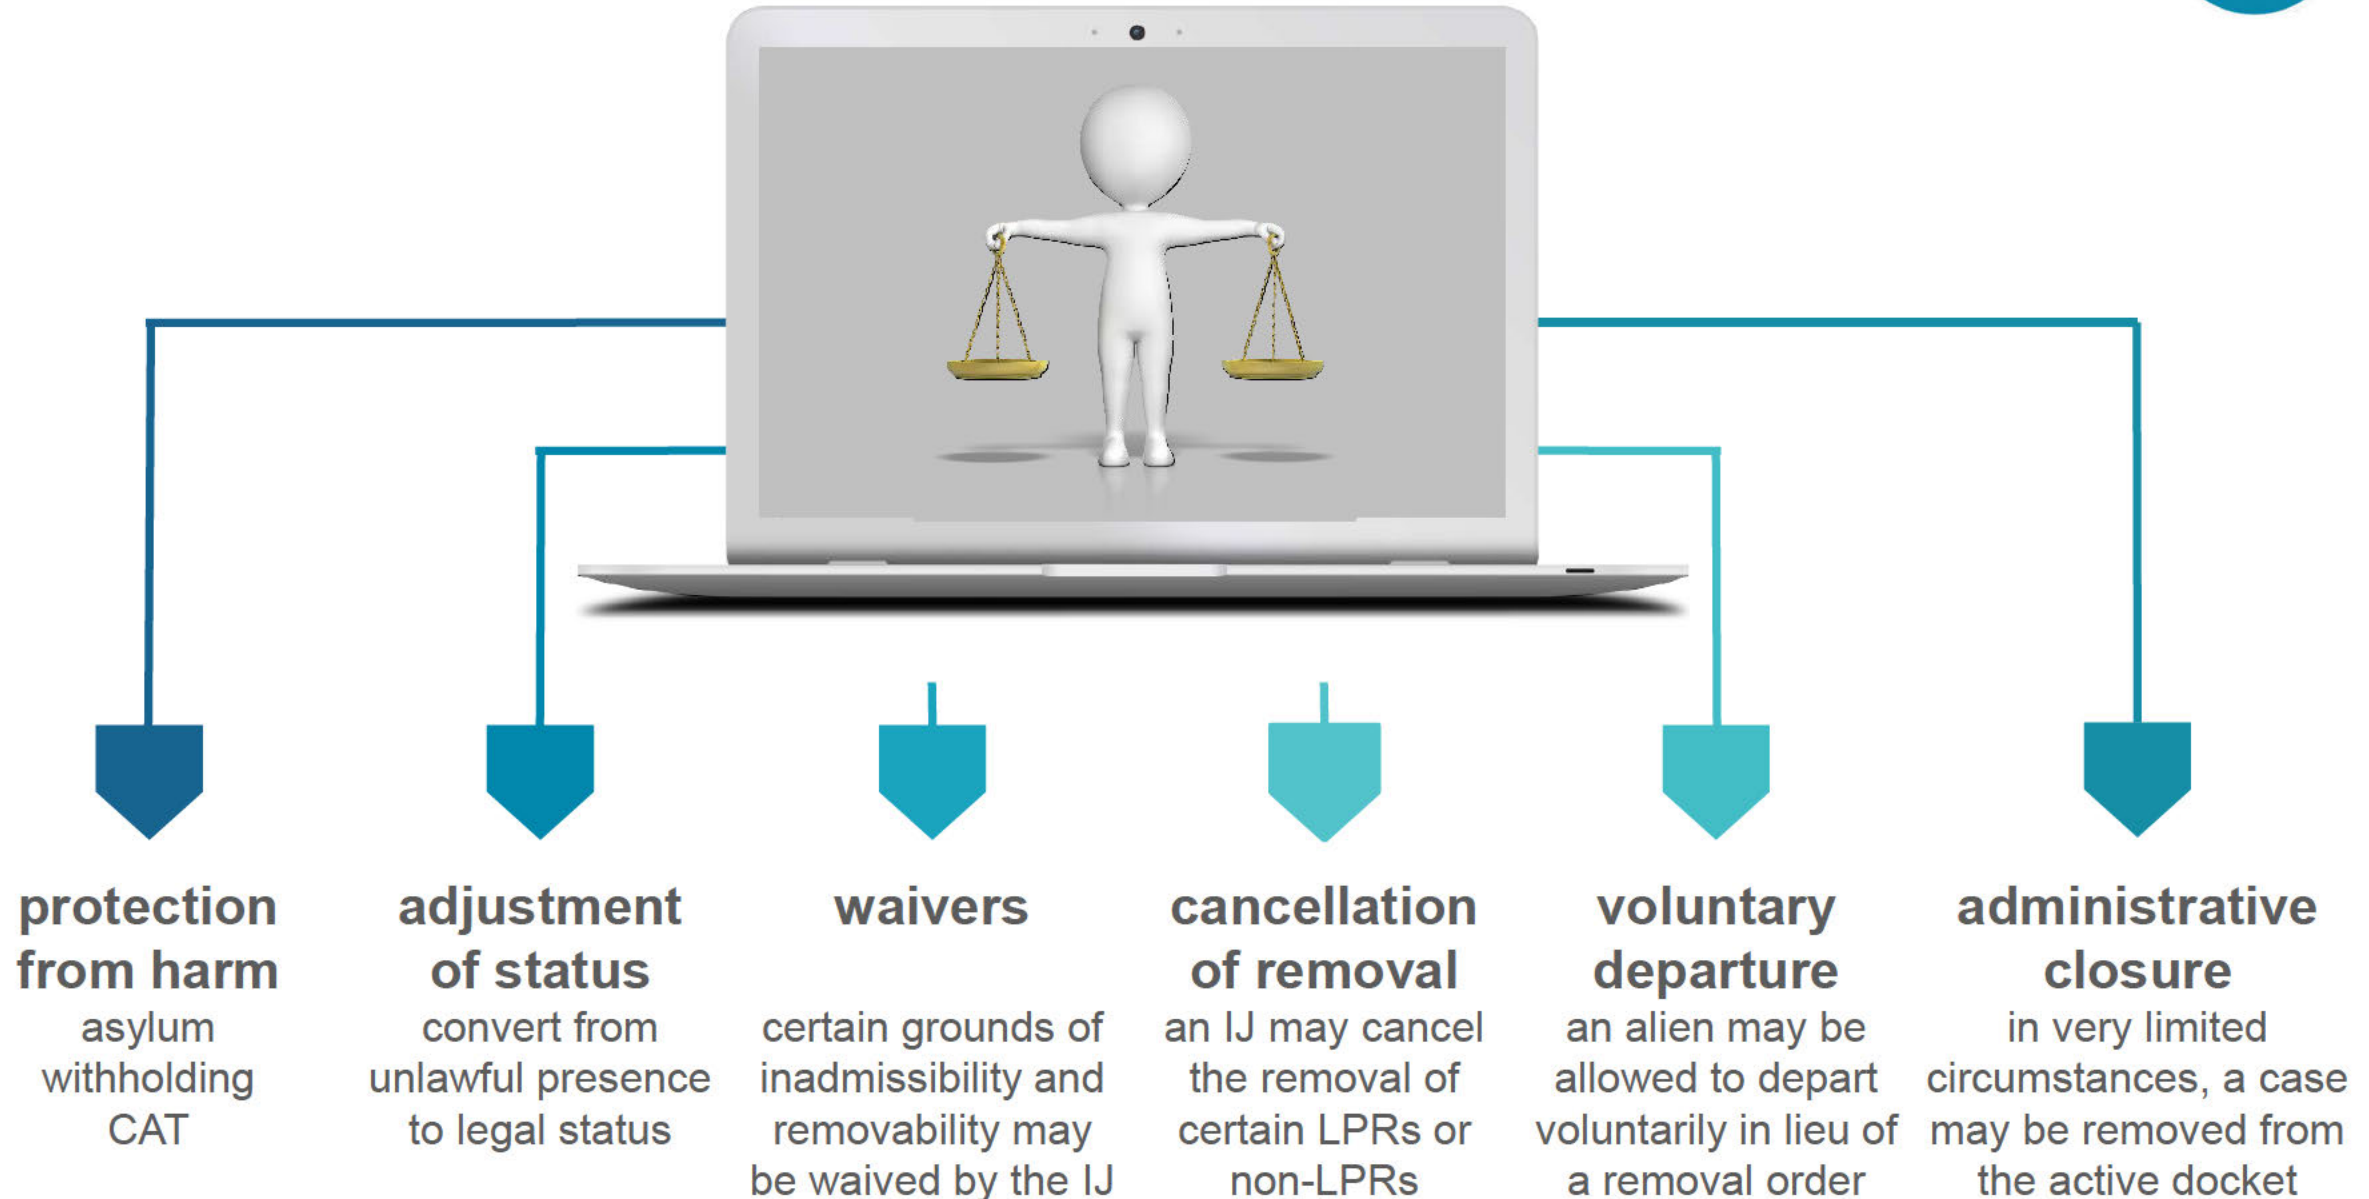 protection
from harm
asylum
withholding
CAT
adjustment
of status
convert from
unlawful presence
to legal status
waivers
certain grounds of
inadmissibility and
removability may
be waived by the IJ
cancellation
of removal
an IJ may cancel
the removal of
certain LPRs or
non-LPRs
voluntary
departure
an alien may be
allowed to depart
voluntarily in lieu of
a removal order
administrative
closure
in very limited
circumstances, a case
may be removed from
the active docket